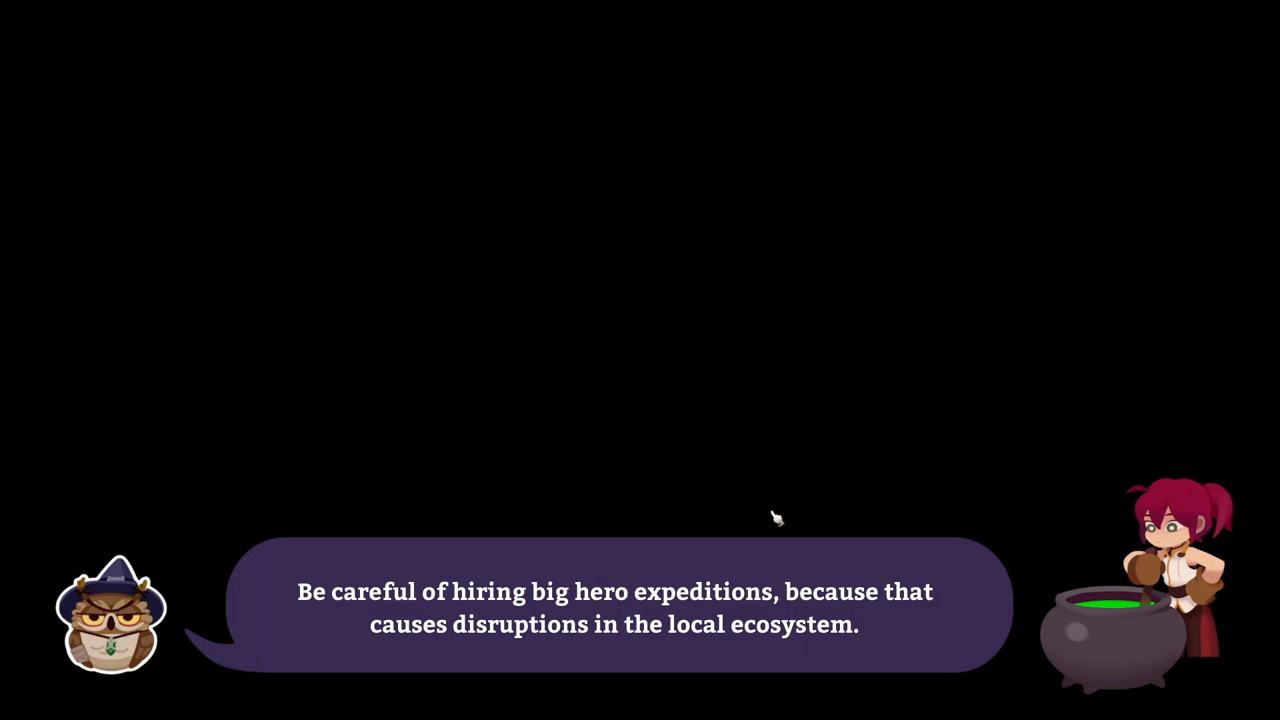 Be careful of hiring big hero expeditions, because that
causes disruptions in the local ecosystem.